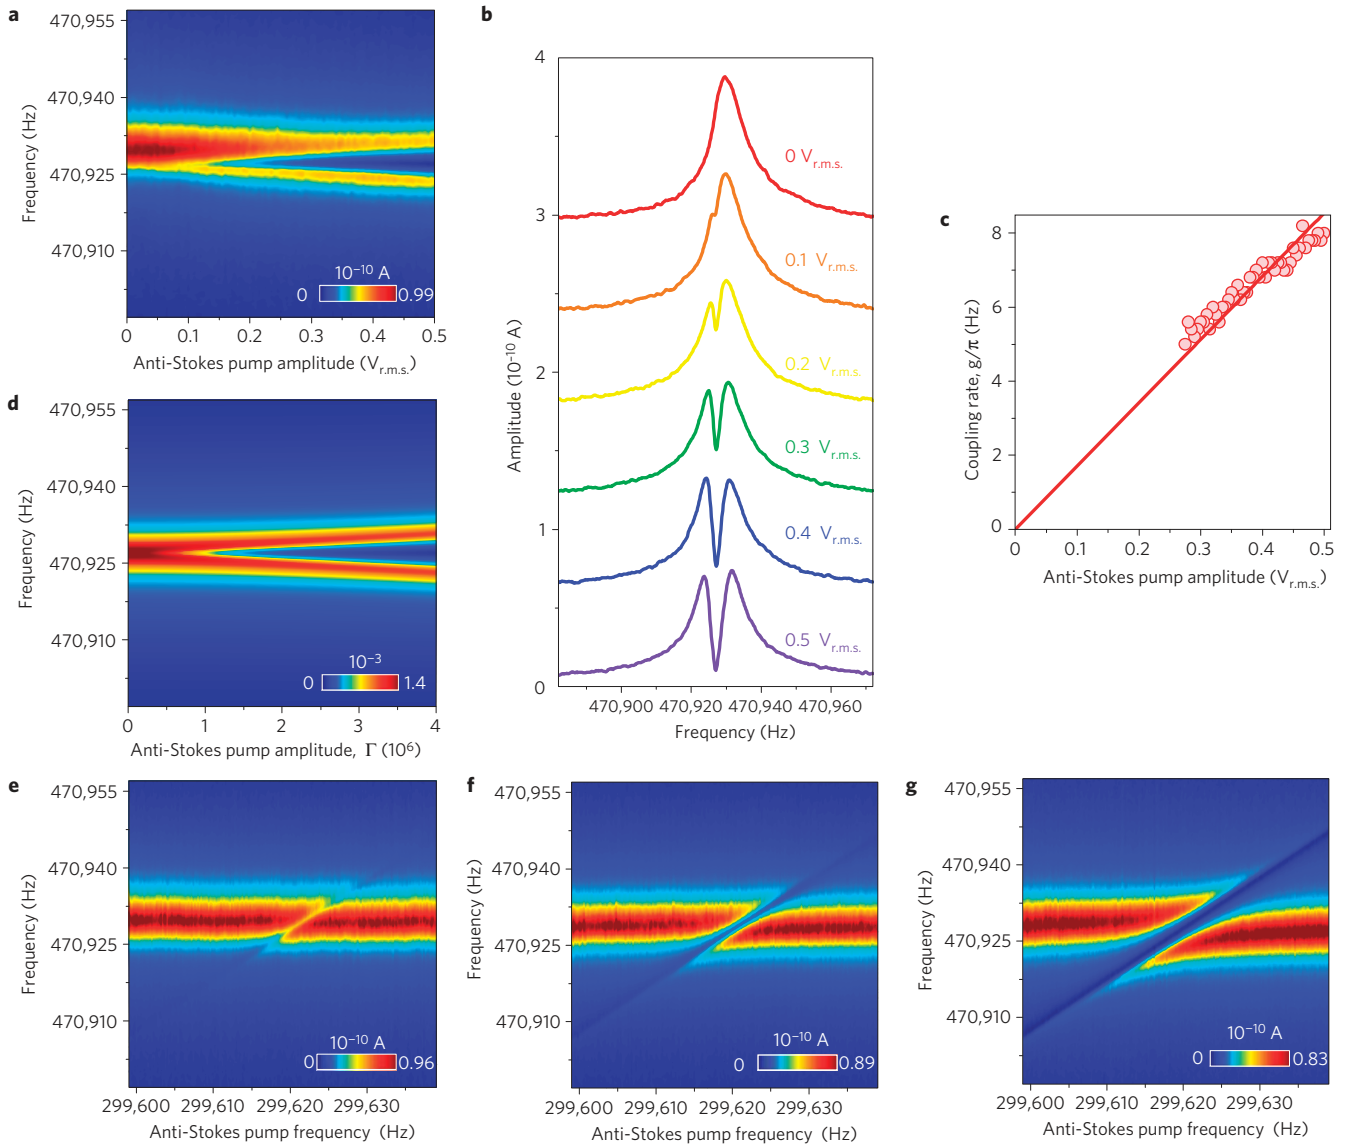 a
470,955
470,940
470,925
470,910
Frequency (Hz)
10⁻¹⁰ A
0 0.99
0 0.1 0.2 0.3 0.4 0.5
Anti-Stokes pump amplitude (Vr.m.s.)
b
4
3
2
1
0
Amplitude (10⁻¹⁰ A)
0 Vr.m.s.
0.1 Vr.m.s.
0.2 Vr.m.s.
0.3 Vr.m.s.
0.4 Vr.m.s.
0.5 Vr.m.s.
470,900 470,920 470,940 470,960
Frequency (Hz)
c
8
6
4
2
0
Coupling rate, g/π (Hz)
0 0.1 0.2 0.3 0.4 0.5
Anti-Stokes pump amplitude (Vr.m.s.)
d
470,955
470,940
470,925
470,910
Frequency (Hz)
10⁻³
0 1.4
0 1 2 3 4
Anti-Stokes pump amplitude, Γ (10⁶)
e
470,955
470,940
470,925
470,910
Frequency (Hz)
10⁻¹⁰ A
0 0.96
299,600 299,610 299,620 299,630
Anti-Stokes pump frequency (Hz)
f
470,955
470,940
470,925
470,910
Frequency (Hz)
10⁻¹⁰ A
0 0.89
299,600 299,610 299,620 299,630
Anti-Stokes pump frequency (Hz)
g
470,955
470,940
470,925
470,910
Frequency (Hz)
10⁻¹⁰ A
0 0.83
299,600 299,610 299,620 299,630
Anti-Stokes pump frequency (Hz)